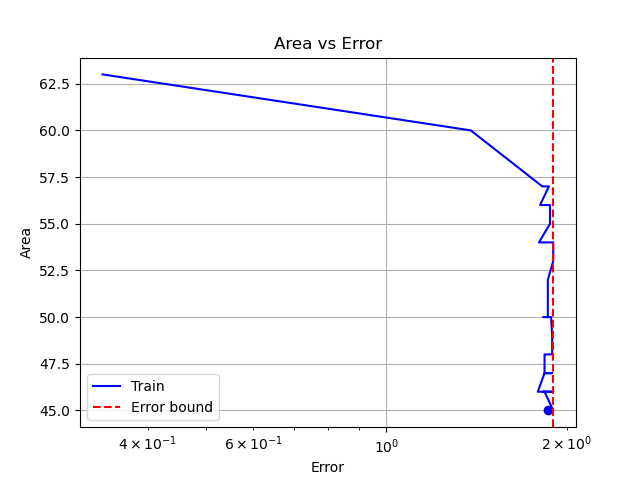 Area vs Error
Area
62.5
60.0
57.5
55.0
52.5
50.0
47.5
45.0
Train
Error bound
4 × 10⁻¹
6 × 10⁻¹
10⁰
2 × 10⁰
Error